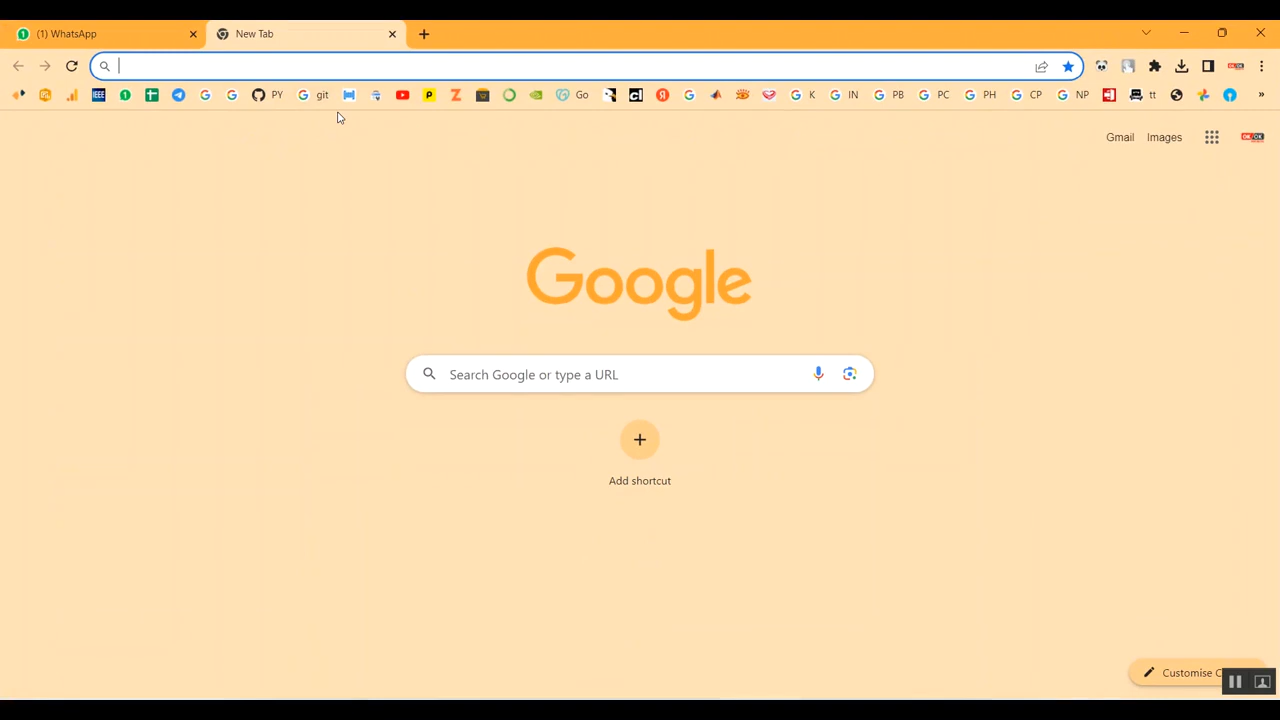 (1) WhatsApp
New Tab
IEEE PY git Go K IN PB PC PH CP NP tt »
Gmail Images
Google
Search Google or type a URL
Add shortcut
Customise C